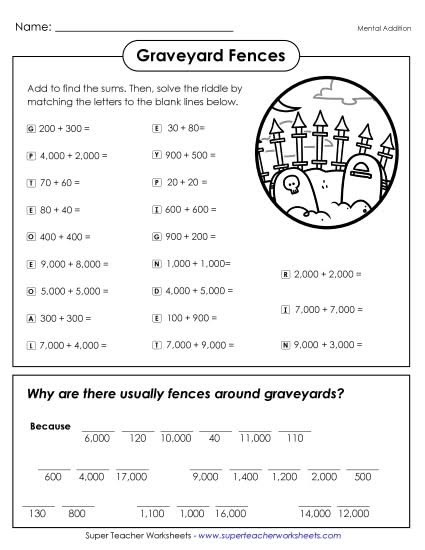 Name: ____________________
Mental Addition
Graveyard Fences
Add to find the sums. Then, solve the riddle by
matching the letters to the blank lines below.
G 200 + 300 =
P 4,000 + 2,000 =
T 70 + 60 =
E 80 + 40 =
O 400 + 400 =
E 9,000 + 8,000 =
O 5,000 + 5,000 =
A 300 + 300 =
L 7,000 + 4,000 =
E 30 + 80=
Y 900 + 500 =
P 20 + 20 =
I 600 + 600 =
G 900 + 200 =
N 1,000 + 1,000=
D 4,000 + 5,000 =
E 100 + 900 =
T 7,000 + 9,000 =
R 2,000 + 2,000 =
I 7,000 + 7,000 =
N 9,000 + 3,000 =
Why are there usually fences around graveyards?
Because
6,000 120 10,000 40 11,000 110
600 4,000 17,000 9,000 1,400 1,200 2,000 500
130 800 1,100 1,000 16,000 14,000 12,000
Super Teacher Worksheets - www.superteacherworksheets.com